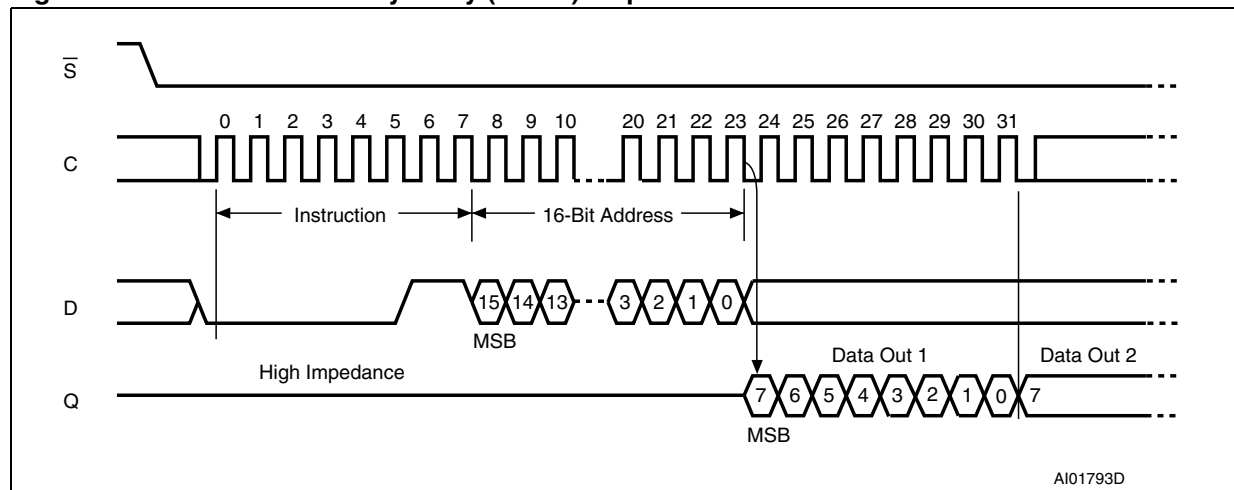 S
0 1 2 3 4 5 6 7 8 9 10 20 21 22 23 24 25 26 27 28 29 30 31
C
Instruction 16-Bit Address
D
15 14 13 3 2 1 0
MSB
High Impedance
Data Out 1 Data Out 2
Q
7 6 5 4 3 2 1 0 7
MSB
AI01793D